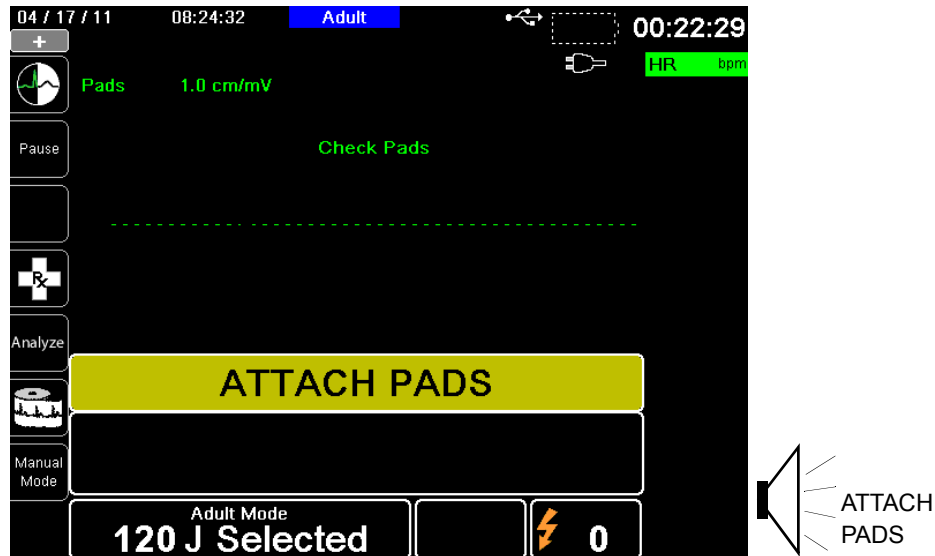 04 / 17 / 11 08:24:32 Adult 00:22:29
+
HR bpm
Pads 1.0 cm/mV
Pause
Check Pads
Rx
Analyze
ATTACH PADS
Manual
Mode
Adult Mode
120 J Selected 0
ATTACH
PADS